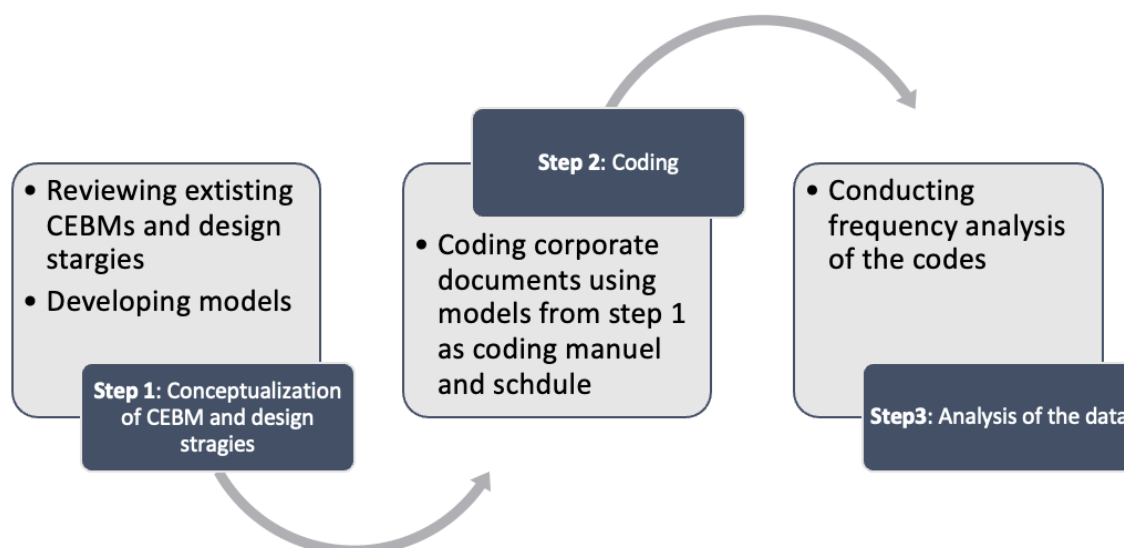 • Reviewing extisting
CEBMs and design
stargies
• Developing models
Step 1: Conceptualization
of CEBM and design
stragies
Step 2: Coding
• Coding corporate
documents using
models from step 1
as coding manuel
and schdule
• Conducting
frequency analysis
of the codes
Step3: Analysis of the data